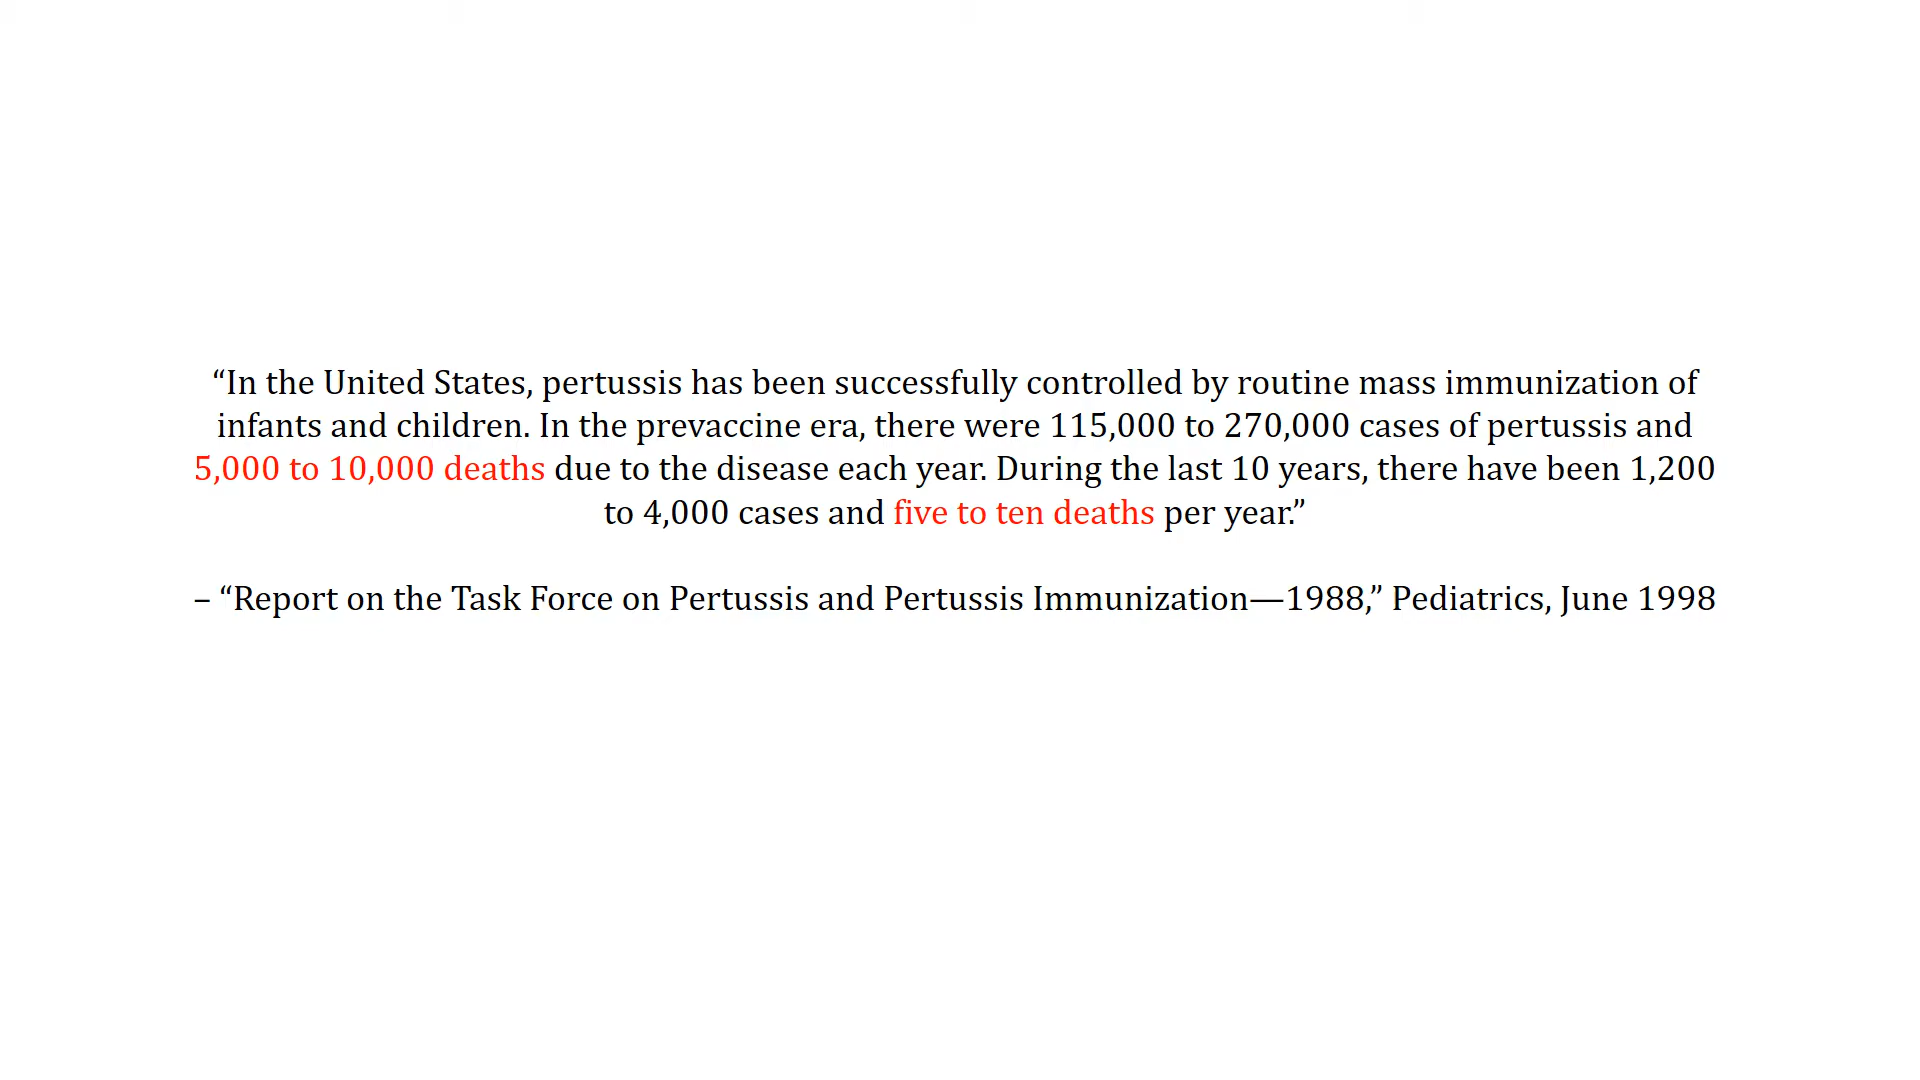 “In the United States, pertussis has been successfully controlled by routine mass immunization of
infants and children. In the prevaccine era, there were 115,000 to 270,000 cases of pertussis and
5,000 to 10,000 deaths due to the disease each year. During the last 10 years, there have been 1,200
to 4,000 cases and five to ten deaths per year.”
– “Report on the Task Force on Pertussis and Pertussis Immunization—1988,” Pediatrics, June 1998